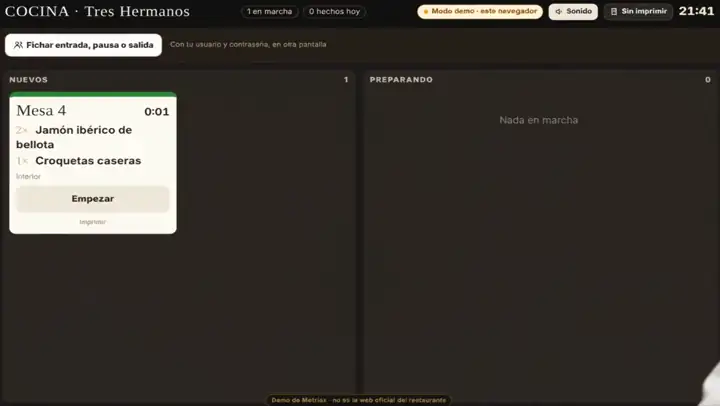 COCINA · Tres Hermanos
1 en marcha
0 hechos hoy
Modo demo · este navegador
Sonido
Sin imprimir
21:41
Fichar entrada, pausa o salida
Con tu usuario y contraseña, en otra pantalla
NUEVOS
1
PREPARANDO
0
Mesa 4
0:01
2× Jamón ibérico de
bellota
1× Croquetas caseras
Interior
Empezar
Imprimir
Nada en marcha
Demo de Metrias · no es la web oficial del restaurante